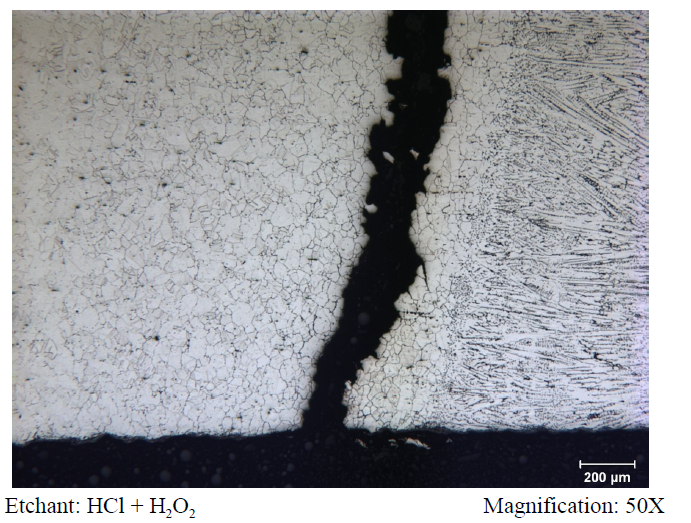 200 μm
Etchant: HCl + H₂O₂
Magnification: 50X